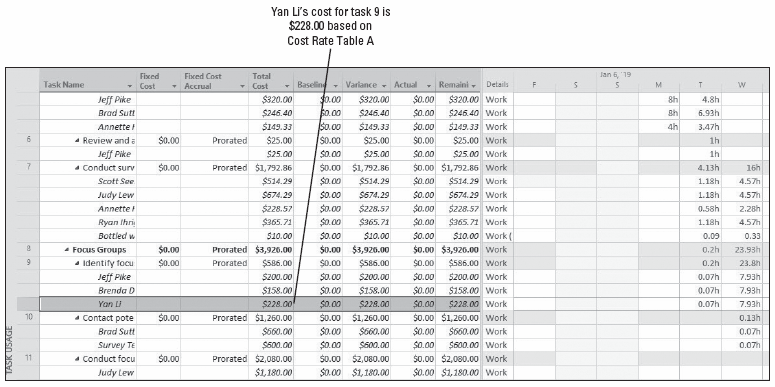 Yan Li's cost for task 9 is
$228.00 based on
Cost Rate Table A
Jan 6, '19
Task Name Fixed Cost Fixed Cost Accrual Total Cost Baseline Variance Actual Remaini Details F S S M T W
Jeff Pike $320.00 $0.00 $320.00 $0.00 $320.00 Work 8h 4.8h
Brad Sutt $246.40 $0.00 $246.40 $0.00 $246.40 Work 8h 6.93h
Annette H $149.33 $0.00 $149.33 $0.00 $149.33 Work 4h 3.47h
6 Review and a $0.00 Prorated $25.00 $0.00 $25.00 $0.00 $25.00 Work 1h
Jeff Pike $25.00 $0.00 $25.00 $0.00 $25.00 Work 1h
7 Conduct surv $0.00 Prorated $1,792.86 $0.00 $1,792.86 $0.00 $1,792.86 Work 4.13h 16h
Scott See $514.29 $0.00 $514.29 $0.00 $514.29 Work 1.18h 4.57h
Judy Lew $674.29 $0.00 $674.29 $0.00 $674.29 Work 1.18h 4.57h
Annette H $228.57 $0.00 $228.57 $0.00 $228.57 Work 0.58h 2.28h
Ryan Ihrig $365.71 $0.00 $365.71 $0.00 $365.71 Work 1.18h 4.57h
Bottled w $10.00 $0.00 $10.00 $0.00 $10.00 Work ( 0.09 0.33
8 Focus Groups $0.00 Prorated $3,926.00 $0.00 $3,926.00 $0.00 $3,926.00 Work 0.2h 23.93h
9 Identify focu $0.00 Prorated $586.00 $0.00 $586.00 $0.00 $586.00 Work 0.2h 23.8h
Jeff Pike $200.00 $0.00 $200.00 $0.00 $200.00 Work 0.07h 7.93h
Brenda D $158.00 $0.00 $158.00 $0.00 $158.00 Work 0.07h 7.93h
Yan Li $228.00 $0.00 $228.00 $0.00 $228.00 Work 0.07h 7.93h
10 Contact pote $0.00 Prorated $1,260.00 $0.00 $1,260.00 $0.00 $1,260.00 Work 0.13h
Brad Sutt $660.00 $0.00 $660.00 $0.00 $660.00 Work 0.07h
Survey Te $600.00 $0.00 $600.00 $0.00 $600.00 Work 0.07h
11 Conduct focu $0.00 Prorated $2,080.00 $0.00 $2,080.00 $0.00 $2,080.00 Work
Judy Lew $1,180.00 $0.00 $1,180.00 $0.00 $1,180.00 Work
TASK USAGE